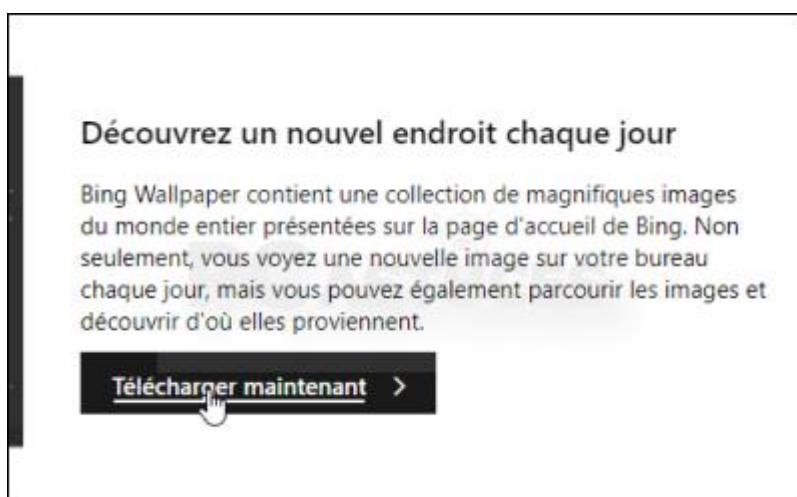 Découvrez un nouvel endroit chaque jour
Bing Wallpaper contient une collection de magnifiques images
du monde entier présentées sur la page d'accueil de Bing. Non
seulement, vous voyez une nouvelle image sur votre bureau
chaque jour, mais vous pouvez également parcourir les images et
découvrir d'où elles proviennent.
Télécharger maintenant